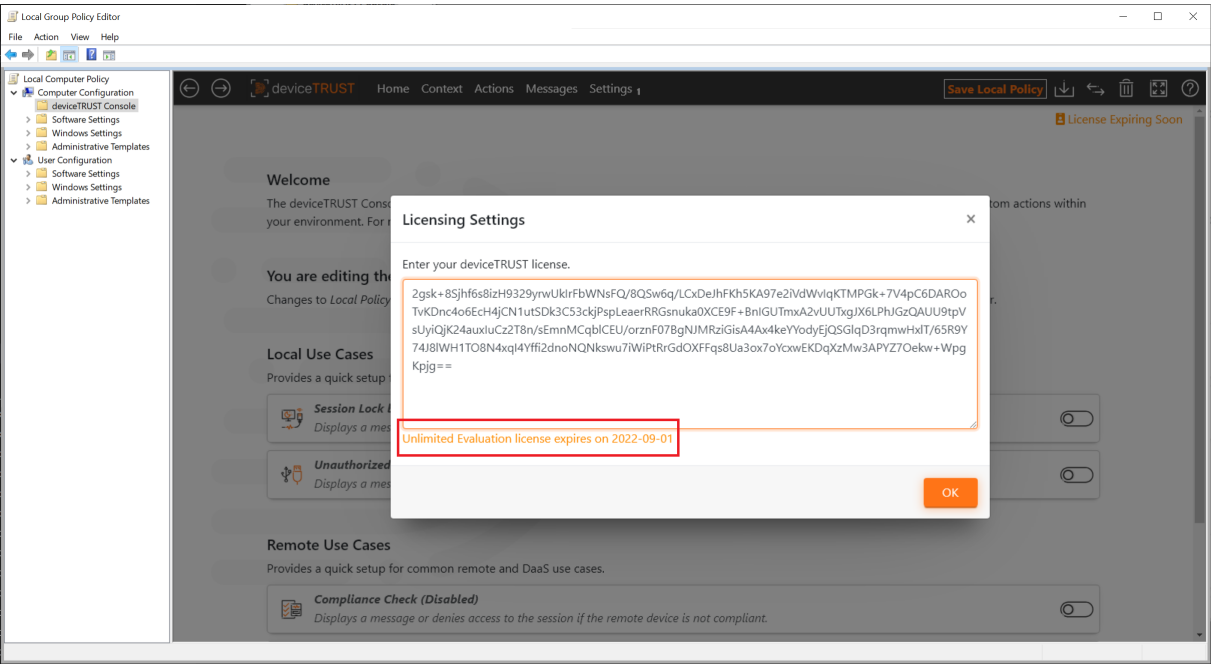 Local Group Policy Editor
File Action View Help
Local Computer Policy
Computer Configuration
deviceTRUST Console
Software Settings
Windows Settings
Administrative Templates
User Configuration
Software Settings
Windows Settings
Administrative Templates
deviceTRUST Home Context Actions Messages Settings 1 Save Local Policy
License Expiring Soon
Welcome
The deviceTRUST Conso tom actions within
your environment. For
You are editing the
Changes to Local Policy r.
Local Use Cases
Provides a quick setup
Session Lock
Displays a mes
Unauthorized
Displays a mes
Remote Use Cases
Provides a quick setup for common remote and DaaS use cases.
Compliance Check (Disabled)
Displays a message or denies access to the session if the remote device is not compliant.
Licensing Settings
Enter your deviceTRUST license.
2gsk+8Sjhf6s8izH9329yrwUklrFbWNsFQ/8QSw6q/LCxDeJhFKh5KA97e2iVdWvIqKTMPGk+7V4pC6DAROo
TvKDnc4o6EcH4jCN1utSDk3C53ckjPspLeaerRRGsnuka0XCE9F+BnIGUTmxA2vUUTxgJX6LPhJGzQAUU9tpV
sUyiQjK24auxIuCz2T8n/sEmnMCqblCEU/orznF07BgNJMRziGisA4Ax4keYYodyEjQSGlqD3rqmwHxlT/65R9Y
74J8lWH1TO8N4xqI4Yffi2dnoNQNkswu7iWiPtRrGdOXFFqs8Ua3ox7oYcxwEKDqXzMw3APYZ7Oekw+Wpg
Kpjg==
Unlimited Evaluation license expires on 2022-09-01
OK